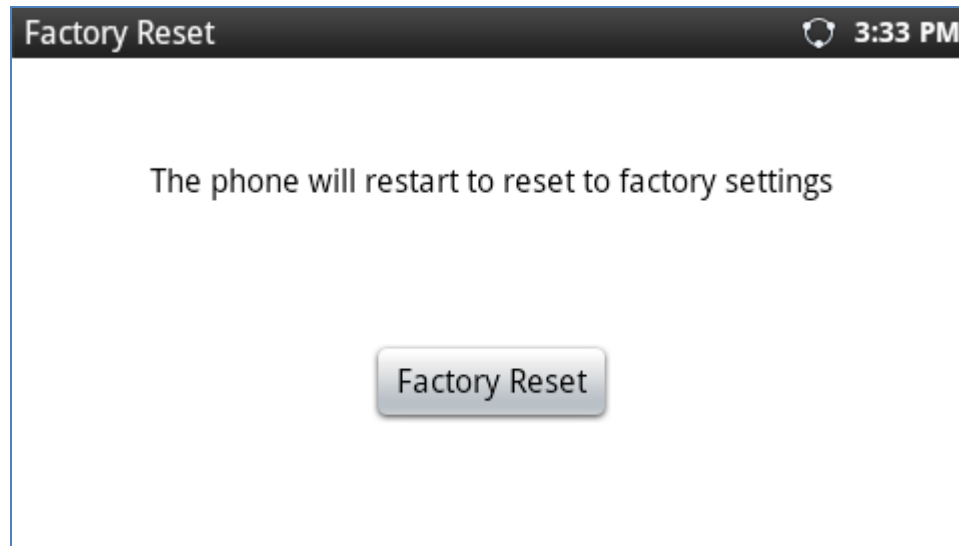 Factory Reset 3:33 PM
The phone will restart to reset to factory settings
Factory Reset